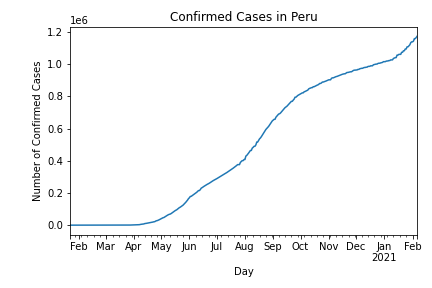 Confirmed Cases in Peru
1e6
1.2
1.0
0.8
0.6
0.4
0.2
0.0
Number of Confirmed Cases
Feb Mar Apr May Jun Jul Aug Sep Oct Nov Dec Jan Feb
2021
Day